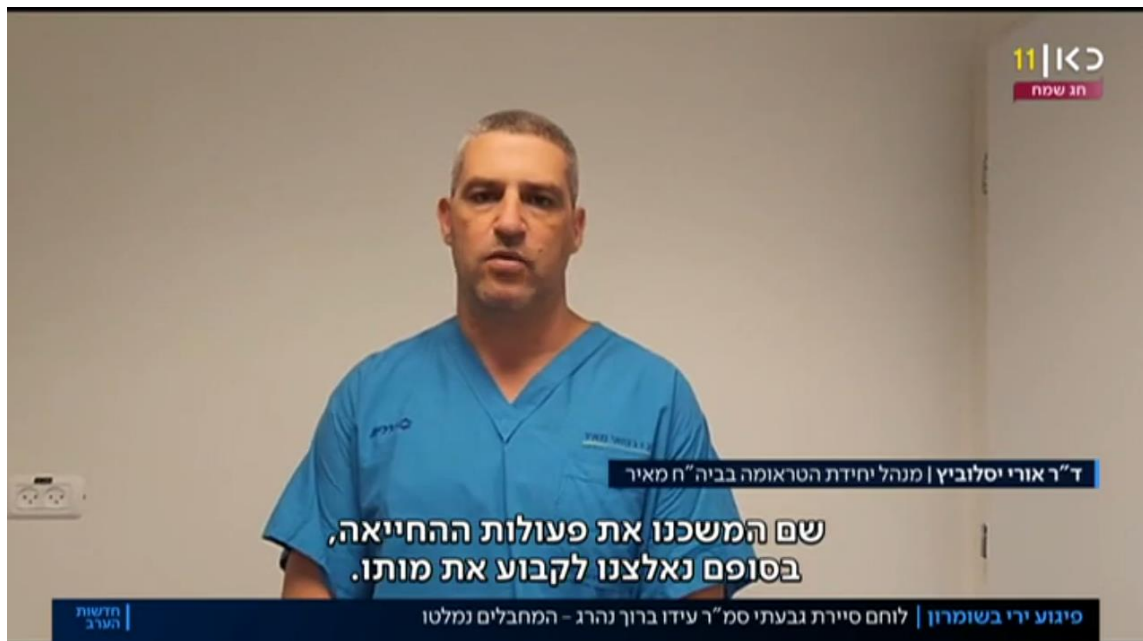 כאן | 11
חג שמח
ד"ר אורי יסלוביץ | מנהל יחידת הטראומה בביה"ח מאיר
שם המשכנו את פעולות ההחייאה,
בסופם נאלצנו לקבוע את מותו.
פיגוע ירי בשומרון | לוחם סיירת גבעתי סמ"ר עידו ברוך נהרג – המחבלים נמלטו
חדשות
הערב